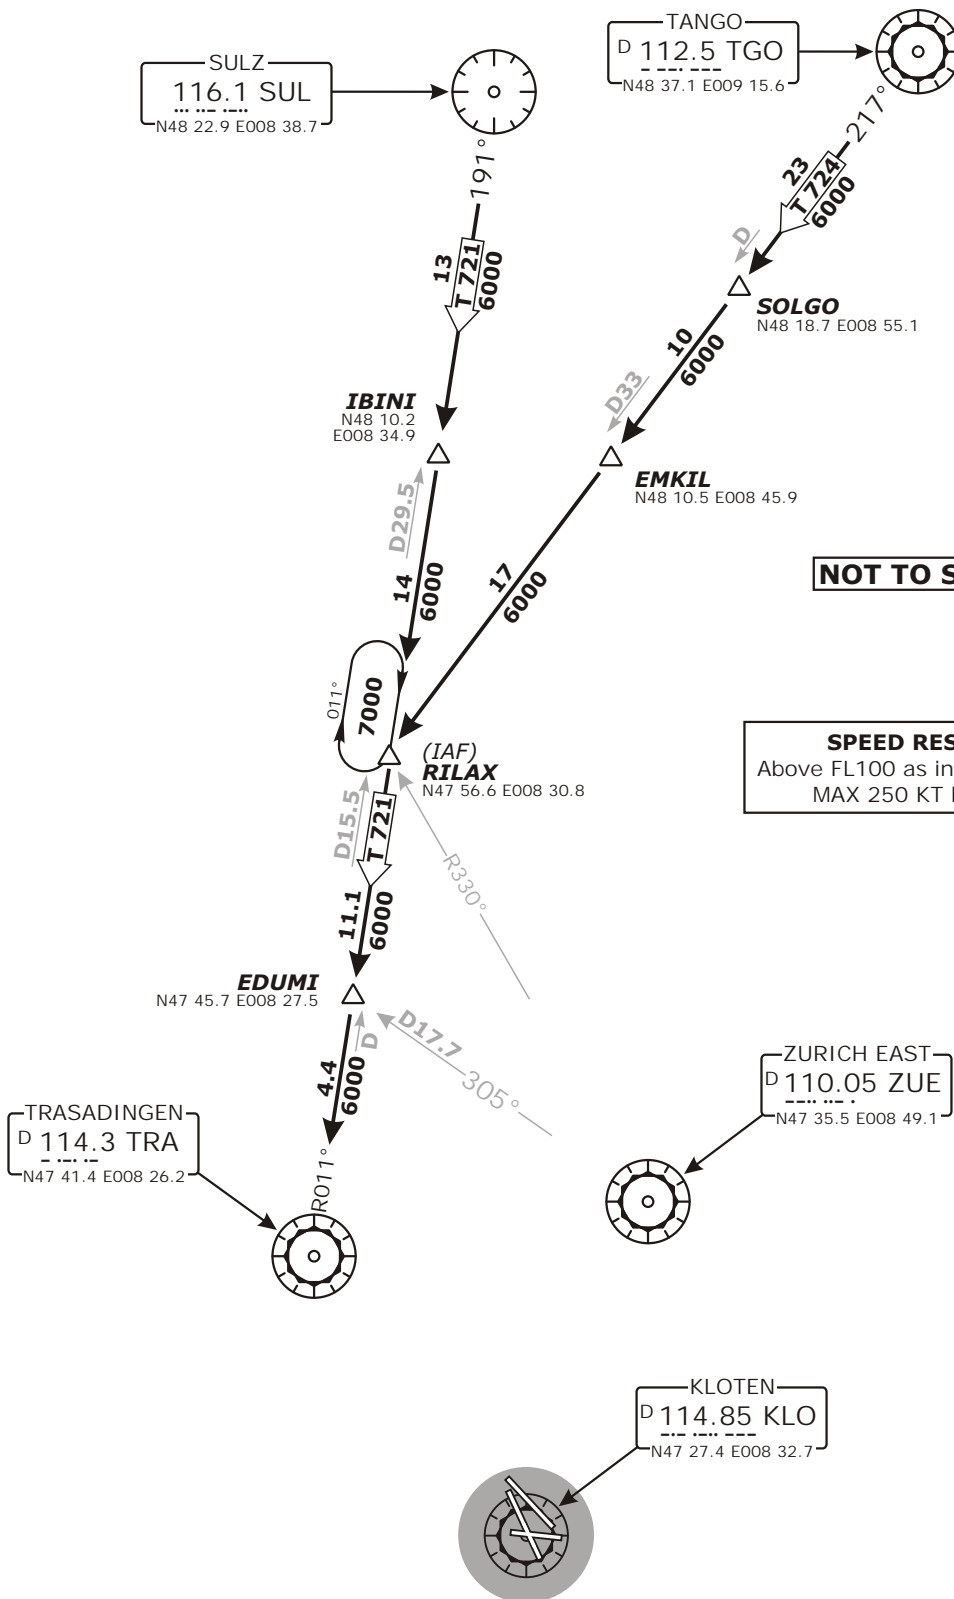 TANGO
D 112.5 TGO
N48 37.1 E009 15.6
SULZ
116.1 SUL
N48 22.9 E008 38.7
217°
191°
23
T 724
6000
D
13
T 721
6000
SOLGO
N48 18.7 E008 55.1
10
6000
D33
IBINI
N48 10.2
E008 34.9
EMKIL
N48 10.5 E008 45.9
D29.5
14
6000
17
6000
NOT TO S
011°
7000
(IAF)
RILAX
N47 56.6 E008 30.8
SPEED RES
Above FL100 as in
MAX 250 KT
D15.5
T 721
R330°
11.1
6000
EDUMI
N47 45.7 E008 27.5
D
D17.7
305°
4.4
6000
ZURICH EAST
D 110.05 ZUE
N47 35.5 E008 49.1
TRASADINGEN
D 114.3 TRA
N47 41.4 E008 26.2
R011°
KLOTEN
D 114.85 KLO
N47 27.4 E008 32.7